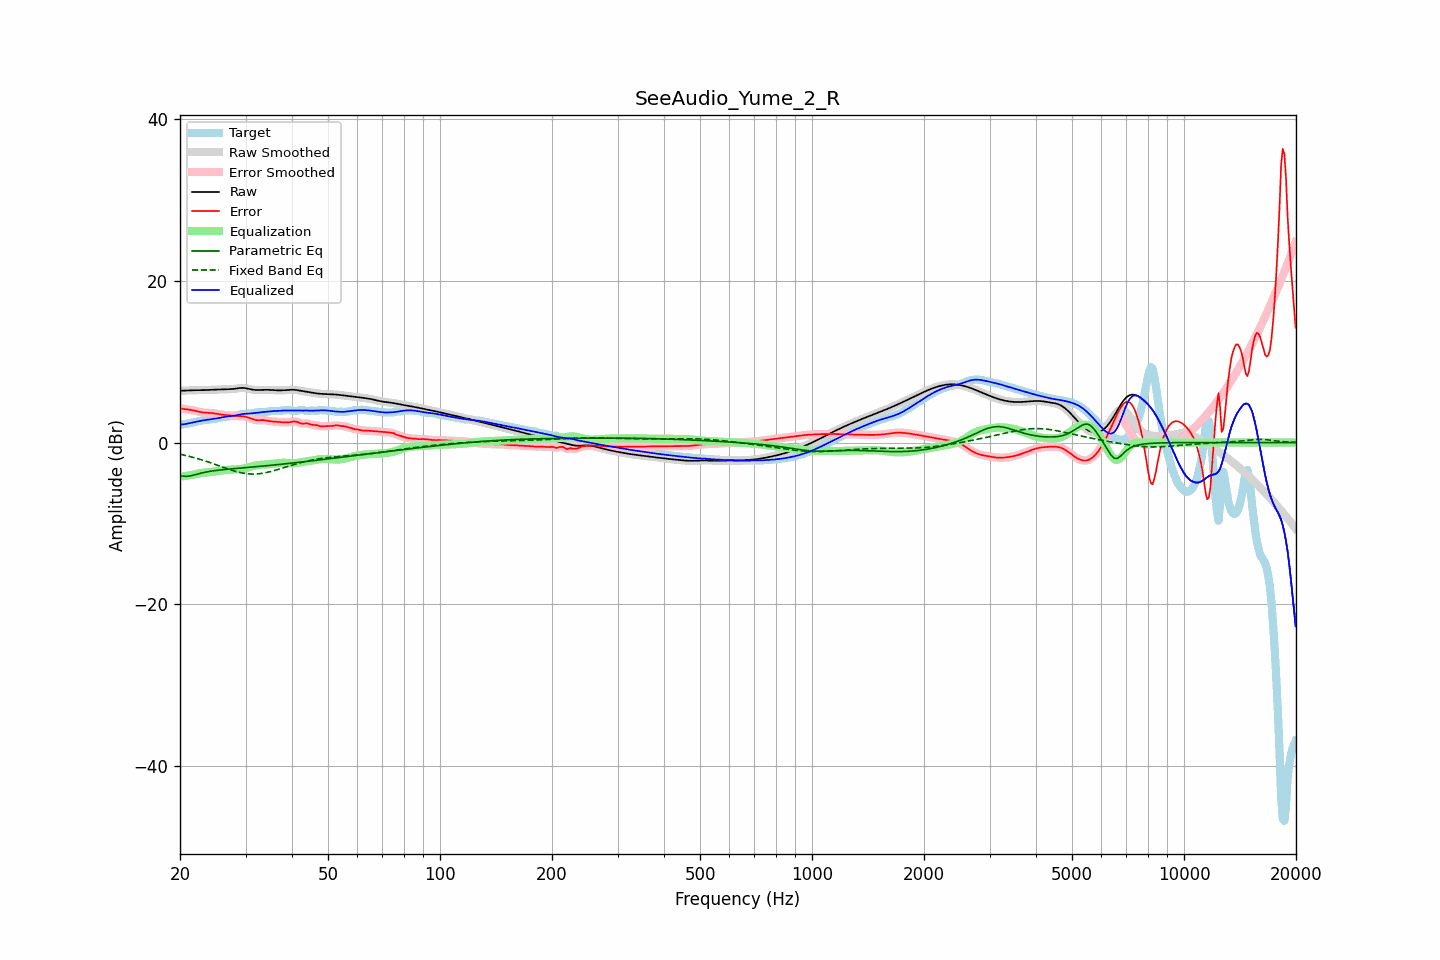 SeeAudio_Yume_2_R
Target
Raw Smoothed
Error Smoothed
Raw
Error
Equalization
Parametric Eq
Fixed Band Eq
Equalized
40
20
0
−20
−40
Amplitude (dBr)
20
50
100
200
500
1000
2000
5000
10000
20000
Frequency (Hz)